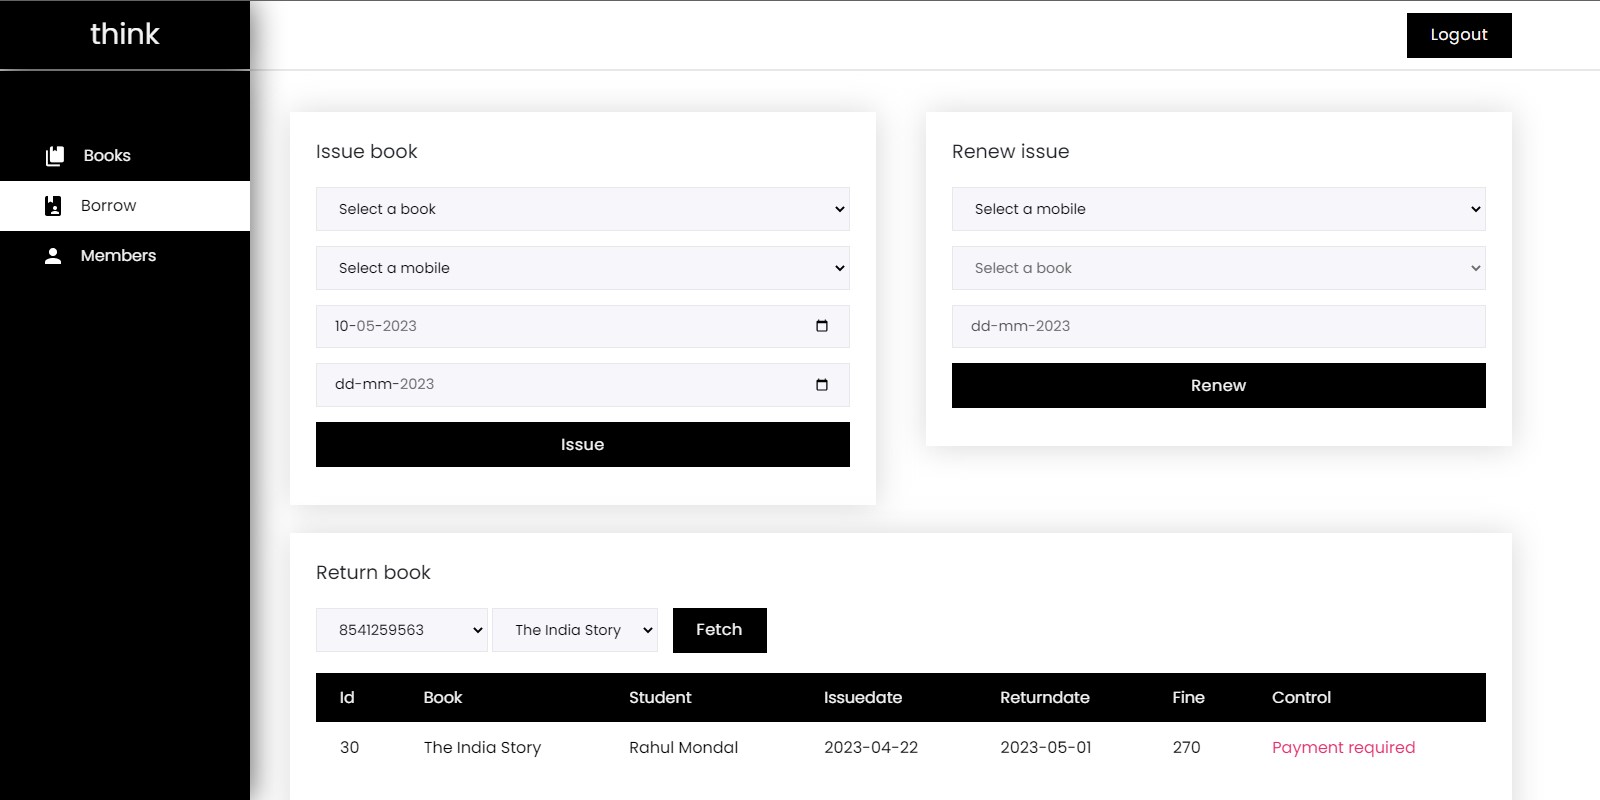 think
Logout
Books
Borrow
Members
Issue book
Select a book
Select a mobile
10-05-2023
dd-mm-2023
Issue
Renew issue
Select a mobile
Select a book
dd-mm-2023
Renew
Return book
8541259563 The India Story Fetch
Id Book Student Issuedate Returndate Fine Control
30 The India Story Rahul Mondal 2023-04-22 2023-05-01 270 Payment required